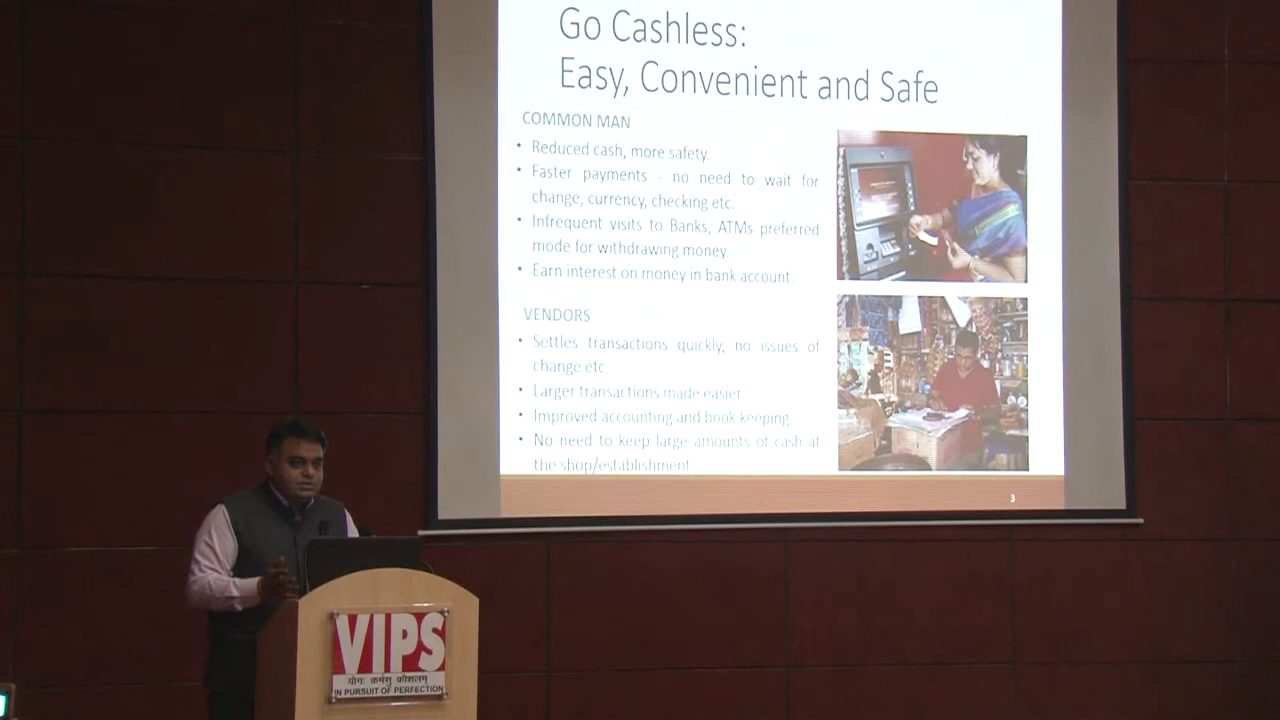 Go Cashless:
Easy, Convenient and Safe
COMMON MAN
• Reduced cash, more safety.
• Faster payments - no need to wait for
change, currency, checking etc.
• Infrequent visits to Banks, ATMs preferred
mode for withdrawing money.
• Earn interest on money in bank account.
VENDORS
• Settles transactions quickly, no issues of
change etc.
• Larger transactions made easier.
• Improved accounting and book keeping.
• No need to keep large amounts of cash at
the shop/establishment
3
VIPS
योगः कर्मसु कौशलम्
IN PURSUIT OF PERFECTION